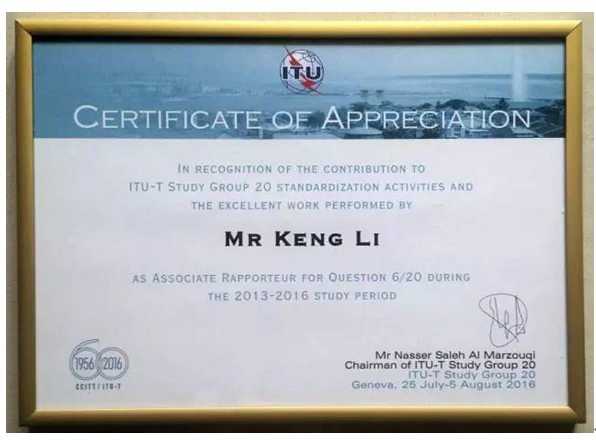 ITU
CERTIFICATE OF APPRECIATION
IN RECOGNITION OF THE CONTRIBUTION TO
ITU-T STUDY GROUP 20 STANDARDIZATION ACTIVITIES AND
THE EXCELLENT WORK PERFORMED BY
MR KENG LI
AS ASSOCIATE RAPPORTEUR FOR QUESTION 6/20 DURING
THE 2013-2016 STUDY PERIOD
Mr Nasser Saleh Al Marzouqi
Chairman of ITU-T Study Group 20
ITU-T Study Group 20
Geneva, 25 July-5 August 2016
60
1956 2016
CCITT/ITU-T